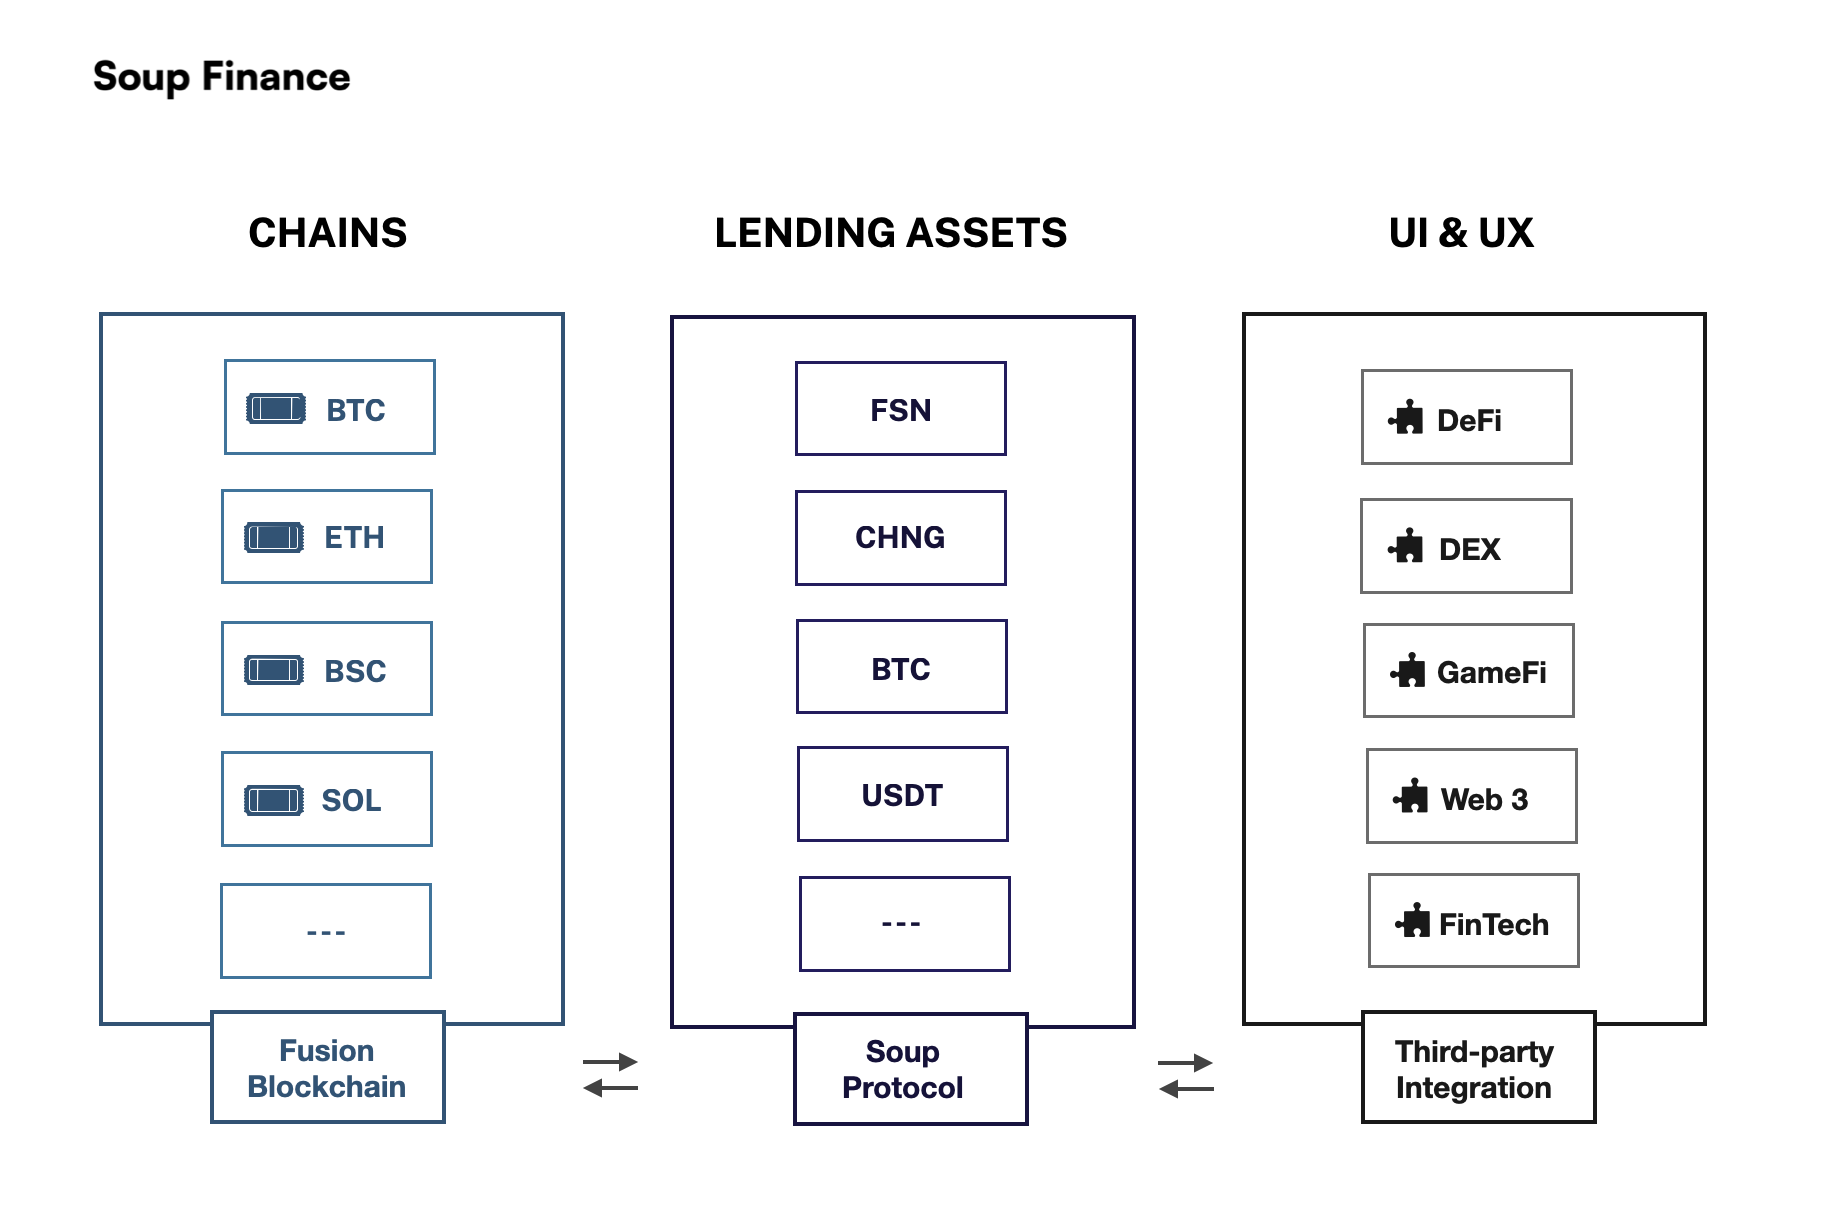 Soup Finance
CHAINS
BTC
ETH
BSC
SOL
---
Fusion
Blockchain
LENDING ASSETS
FSN
CHNG
BTC
USDT
---
Soup
Protocol
UI & UX
DeFi
DEX
GameFi
Web 3
FinTech
Third-party
Integration